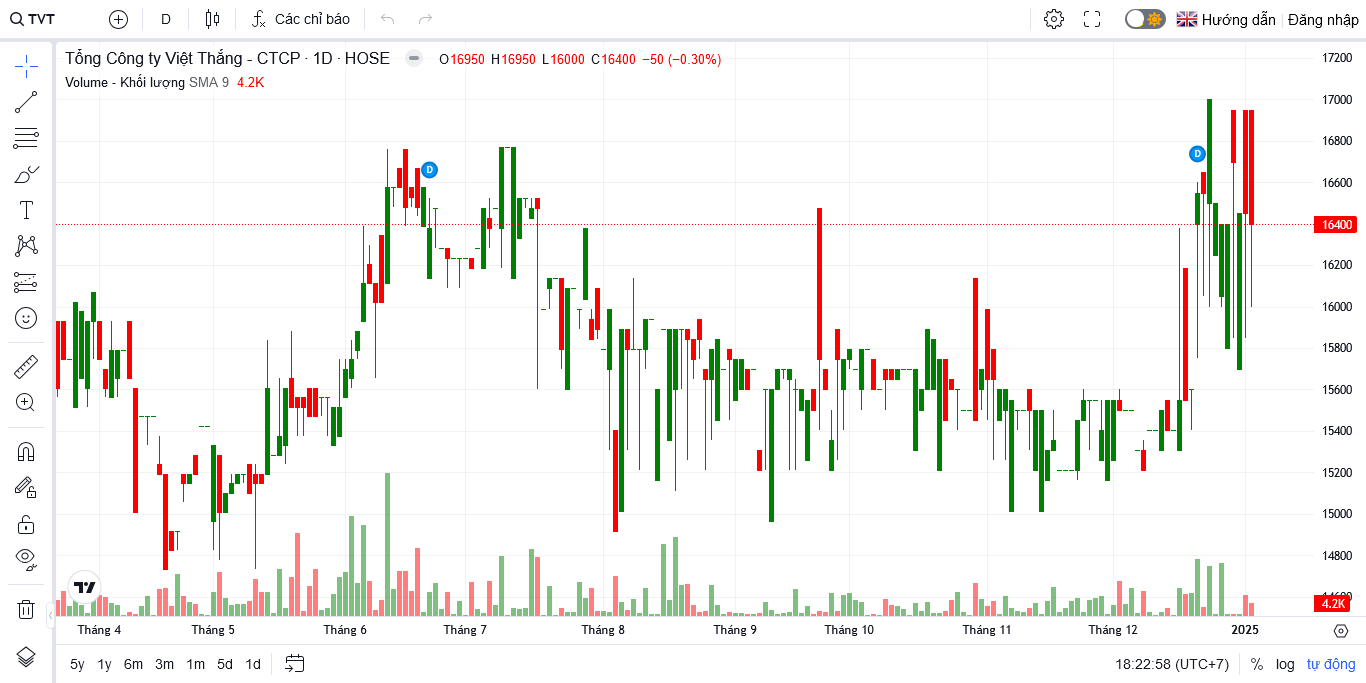 TVT D Các chỉ báo Hướng dẫn Đăng nhập
Tổng Công ty Việt Thắng - CTCP · 1D · HOSE O16950 H16950 L16000 C16400 −50 (−0.30%)
Volume - Khối lượng SMA 9 4.2K
D
D
17200
17000
16800
16600
16400
16200
16000
15800
15600
15400
15200
15000
14800
14600
4.2K
Tháng 4 Tháng 5 Tháng 6 Tháng 7 Tháng 8 Tháng 9 Tháng 10 Tháng 11 Tháng 12 2025
5y 1y 6m 3m 1m 5d 1d 18:22:58 (UTC+7) % log tự động